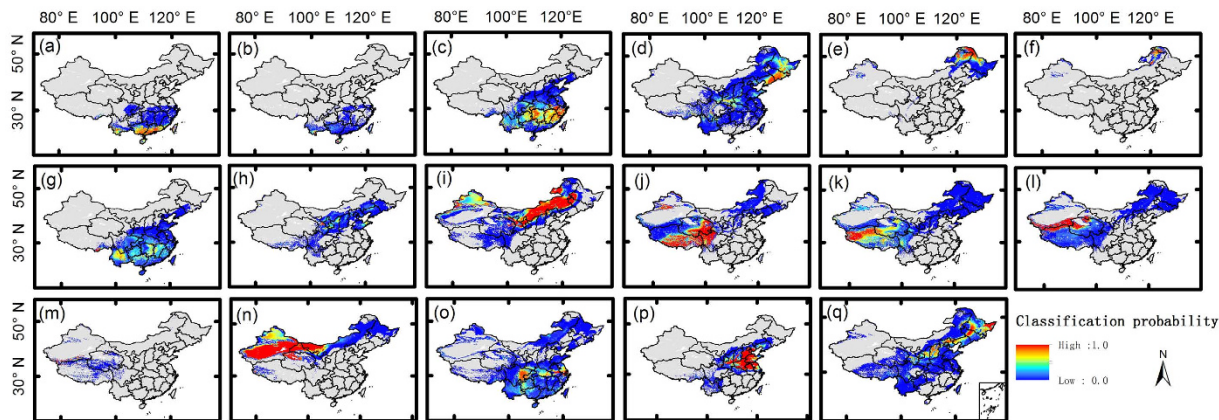 80° E 100° E 120° E 80° E 100° E 120° E 80° E 100° E 120° E 80° E 100° E 120° E 80° E 100° E 120° E 80° E 100° E 120° E
50° N
30° N
(a) (b) (c) (d) (e) (f)
50° N
30° N
(g) (h) (i) (j) (k) (l)
50° N
30° N
(m) (n) (o) (p) (q)
Classification probability
High :1.0
Low : 0.0
N